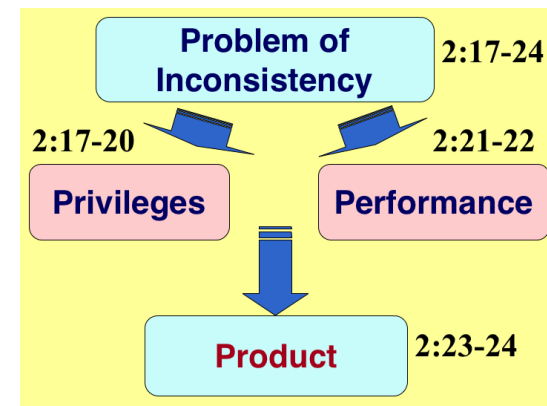 Problem of
Inconsistency
2:17-24
2:17-20
2:21-22
Privileges
Performance
Product
2:23-24